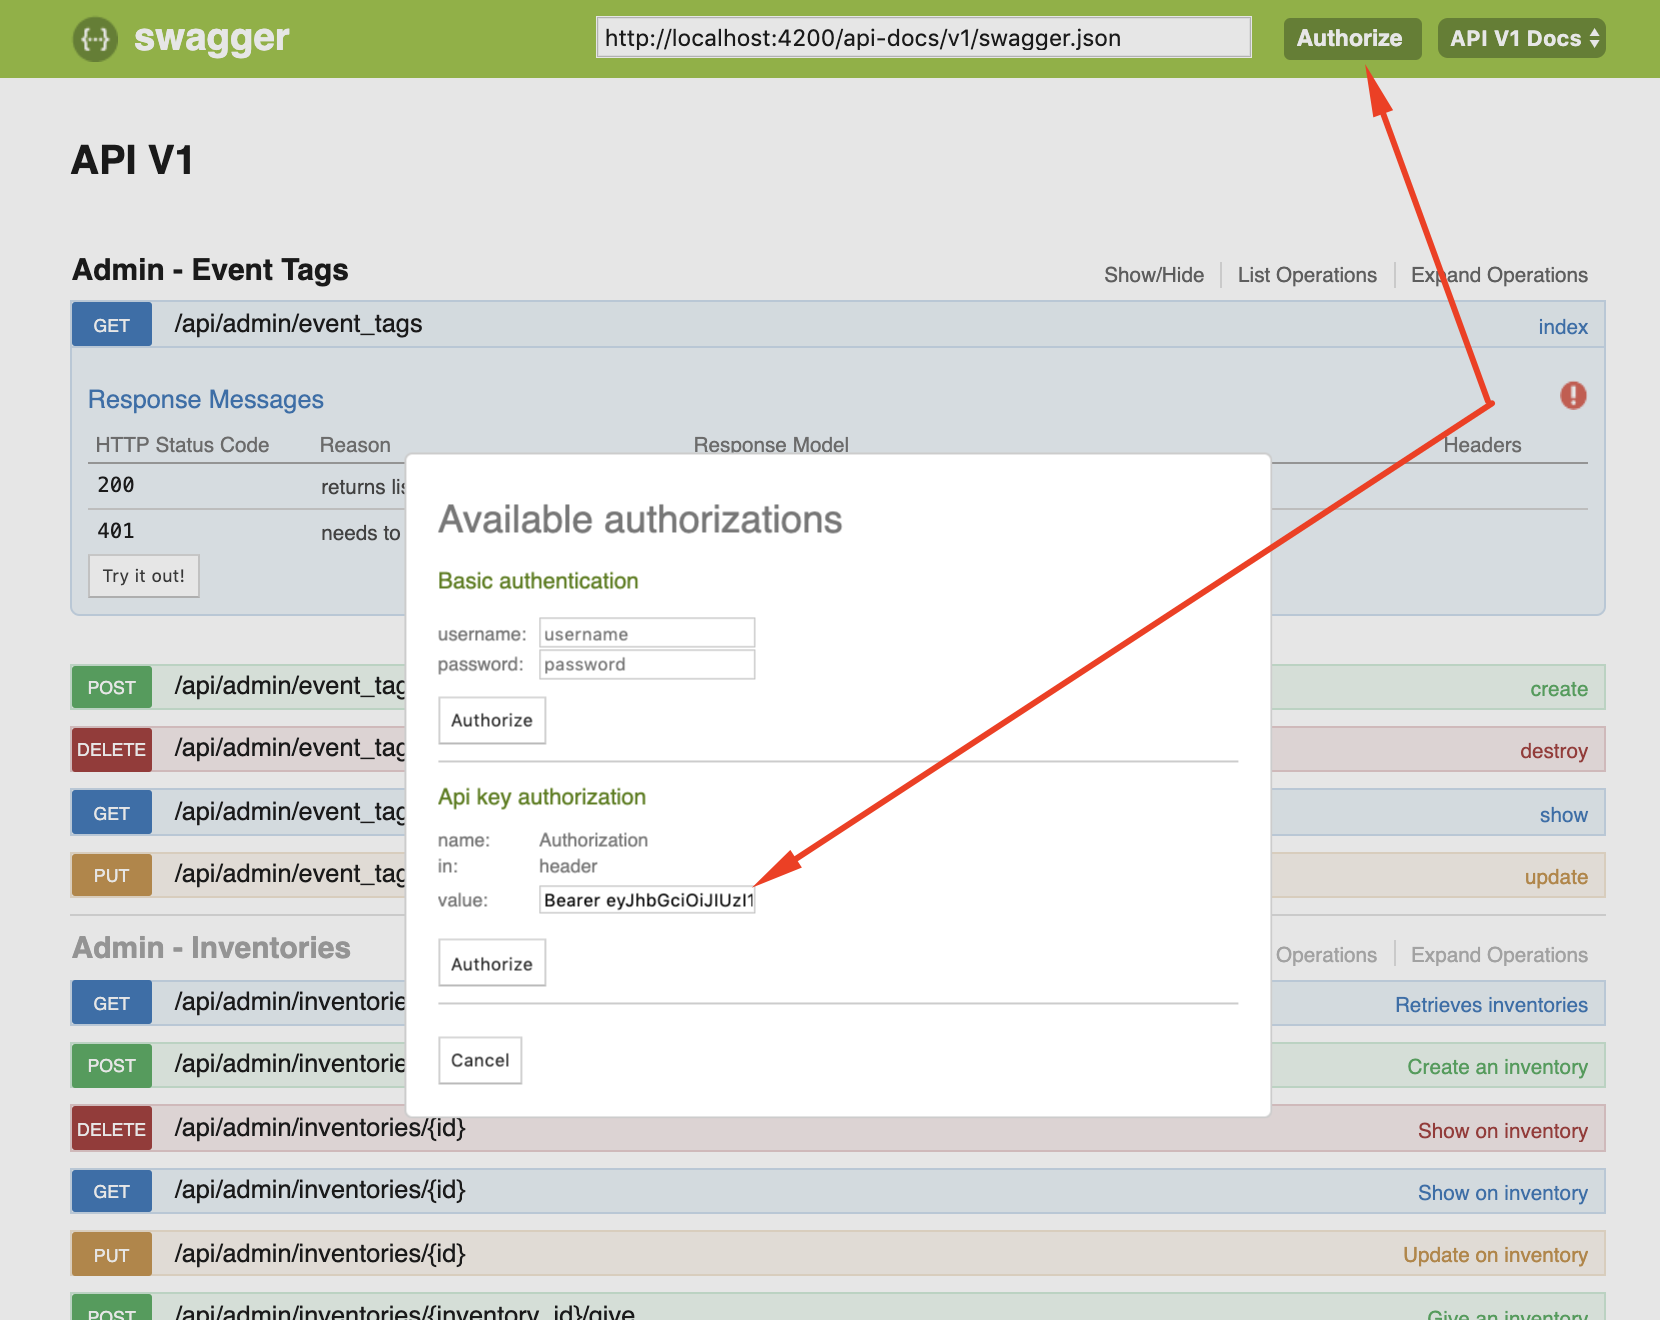 {···} swagger
http://localhost:4200/api-docs/v1/swagger.json
Authorize
API V1 Docs
API V1
Admin - Event Tags
Show/Hide
List Operations
Expand Operations
GET /api/admin/event_tags index
Response Messages
HTTP Status Code Reason Response Model Headers
200 returns
401 needs to
Try it out!
POST /api/admin/event_tag create
DELETE /api/admin/event_tag destroy
GET /api/admin/event_tag show
PUT /api/admin/event_tag update
Available authorizations
Basic authentication
username: username
password: password
Authorize
Api key authorization
name: Authorization
in: header
value: Bearer eyJhbGciOiJIUzI1
Authorize
Cancel
Admin - Inventories
Operations
Expand Operations
GET /api/admin/inventorie Retrieves inventories
POST /api/admin/inventorie Create an inventory
DELETE /api/admin/inventories/{id} Show on inventory
GET /api/admin/inventories/{id} Show on inventory
PUT /api/admin/inventories/{id} Update on inventory
POST /api/admin/inventories/{inventory_id}/give Give an inventory